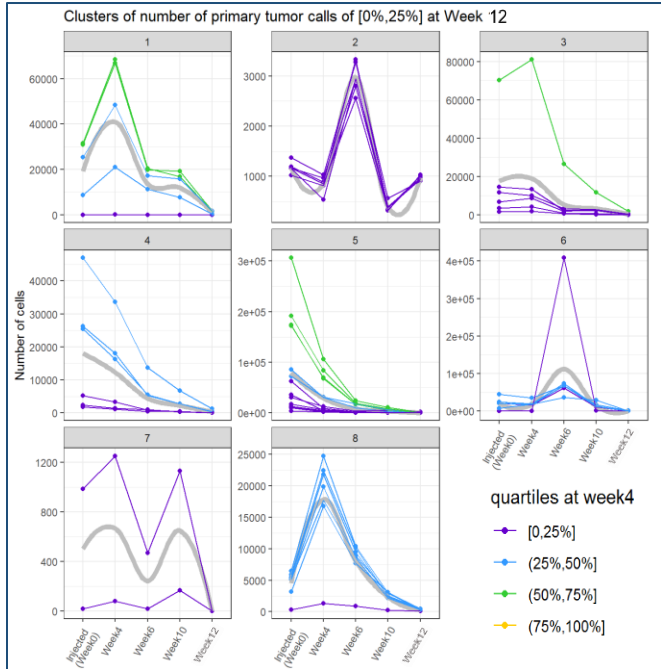 Clusters of number of primary tumor calls of [0%,25%] at Week 12
1
2
3
60000
40000
20000
0
3000
2000
1000
80000
60000
40000
20000
0
4
5
6
Number of cells
50000
40000
30000
20000
10000
0
3e+05
2e+05
1e+05
0e+00
4e+05
3e+05
2e+05
1e+05
0e+00
7
8
1200
800
400
0
25000
20000
15000
10000
5000
0
Injected
(Week0)
Week4
Week6
Week10
Week12
Injected
(Week0)
Week4
Week6
Week10
Week12
Injected
(Week0)
Week4
Week6
Week10
Week12
quartiles at week4
[0,25%]
(25%,50%]
(50%,75%]
(75%,100%]